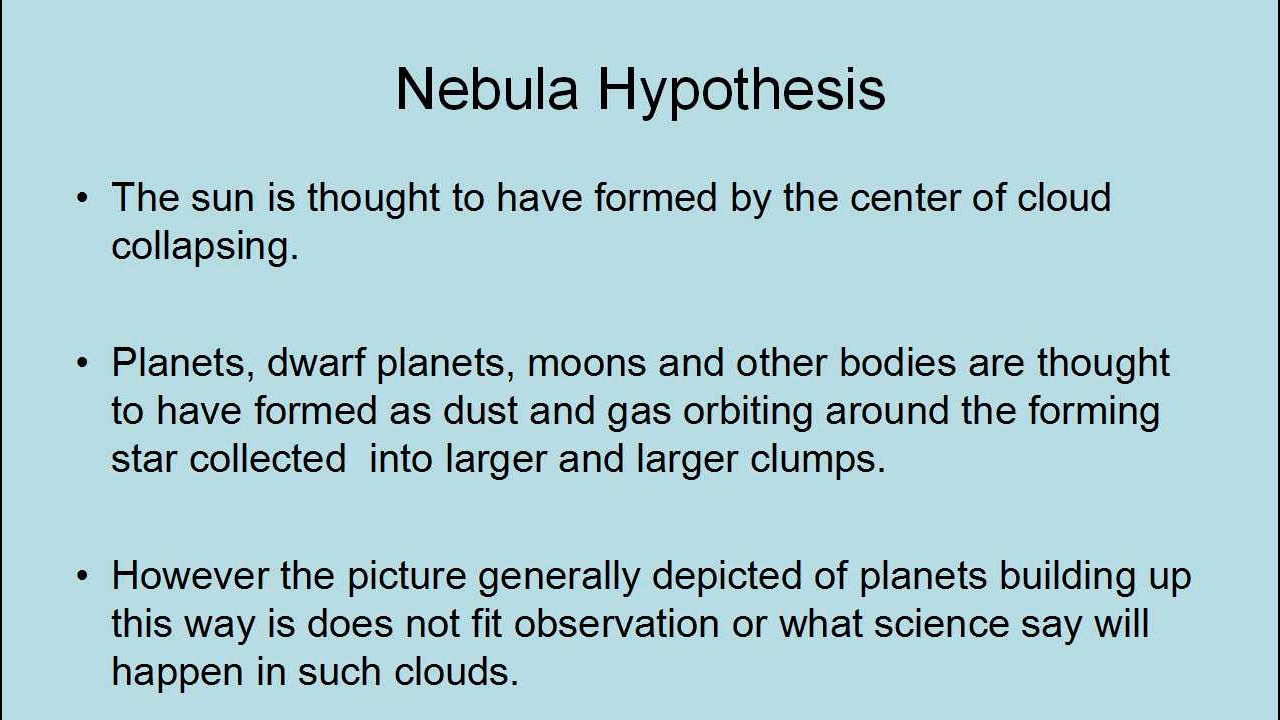 Nebula Hypothesis
• The sun is thought to have formed by the center of cloud
collapsing.
• Planets, dwarf planets, moons and other bodies are thought
to have formed as dust and gas orbiting around the forming
star collected  into larger and larger clumps.
• However the picture generally depicted of planets building up
this way is does not fit observation or what science say will
happen in such clouds.